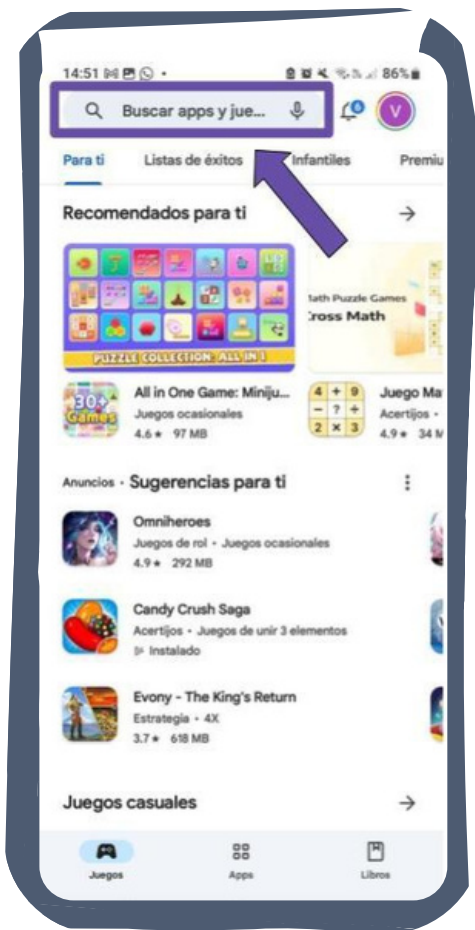 14:51
86%
Buscar apps y jue...
V
Para ti Listas de éxitos Infantiles Premiu
Recomendados para ti
PUZZLE COLLECTION: ALL IN 1
Math Puzzle Games
Cross Math
30+
Games
All in One Game: Miniju...
Juegos ocasionales
4.6★ 97 MB
4 + 9
- ? ÷
2 × 3
Juego Ma
Acertijos •
4.9★ 34 M
Anuncios • Sugerencias para ti
Omniheroes
Juegos de rol • Juegos ocasionales
4.9★ 292 MB
Candy Crush Saga
Acertijos • Juegos de unir 3 elementos
Instalado
Evony - The King's Return
Estrategia • 4X
3.7★ 618 MB
Juegos casuales
Juegos Apps Libros